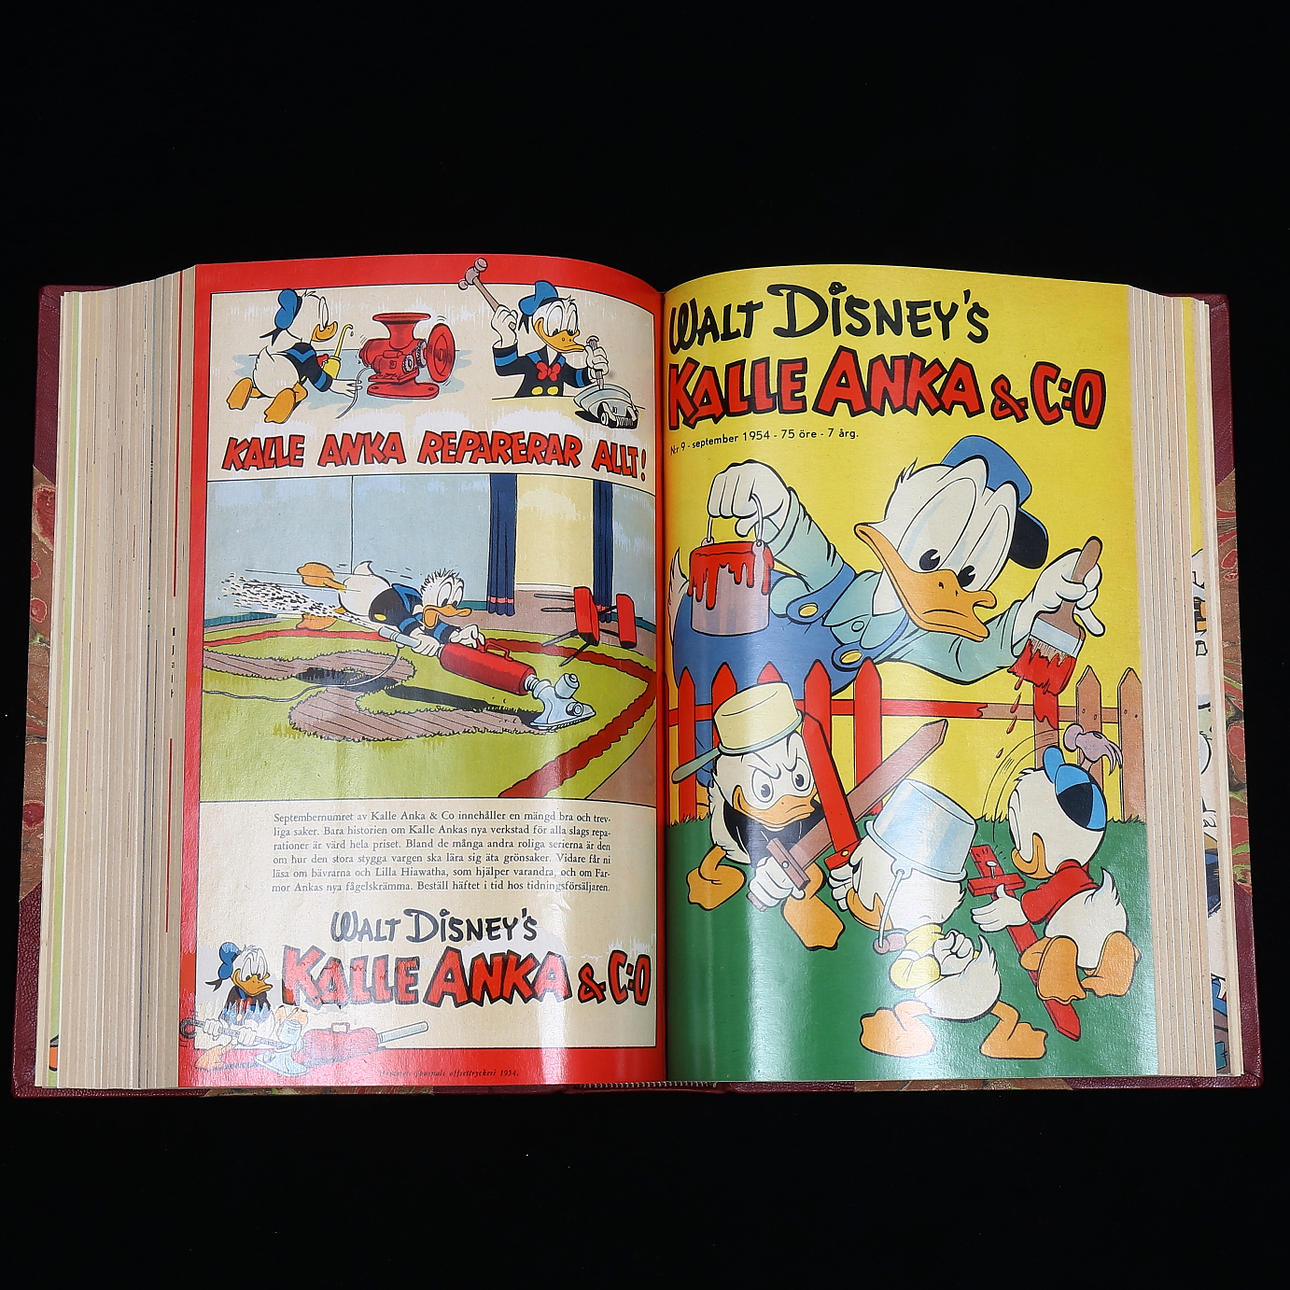 KALLE ANKA REPARERAR ALLT!
Septembernumret av Kalle Anka & Co innehåller en mängd bra och trev-
liga saker. Bara historien om Kalle Ankas nya verkstad för alla slags repa-
rationer är värd hela priset. Bland de många andra roliga serierna är den
om hur den stora stygga vargen ska lära sig äta grönsaker. Vidare får ni
läsa om bävrarna och Lilla Hiawatha, som hjälper varandra, och om Far-
mor Ankas nya fågelskrämma. Beställ häftet i tid hos tidningsförsäljaren.
WALT DISNEY'S
KALLE ANKA & C:O
offsettryckeri 1954.
WALT DISNEY'S
KALLE ANKA & C:O
Nr 9 - september 1954 - 75 öre - 7 årg.